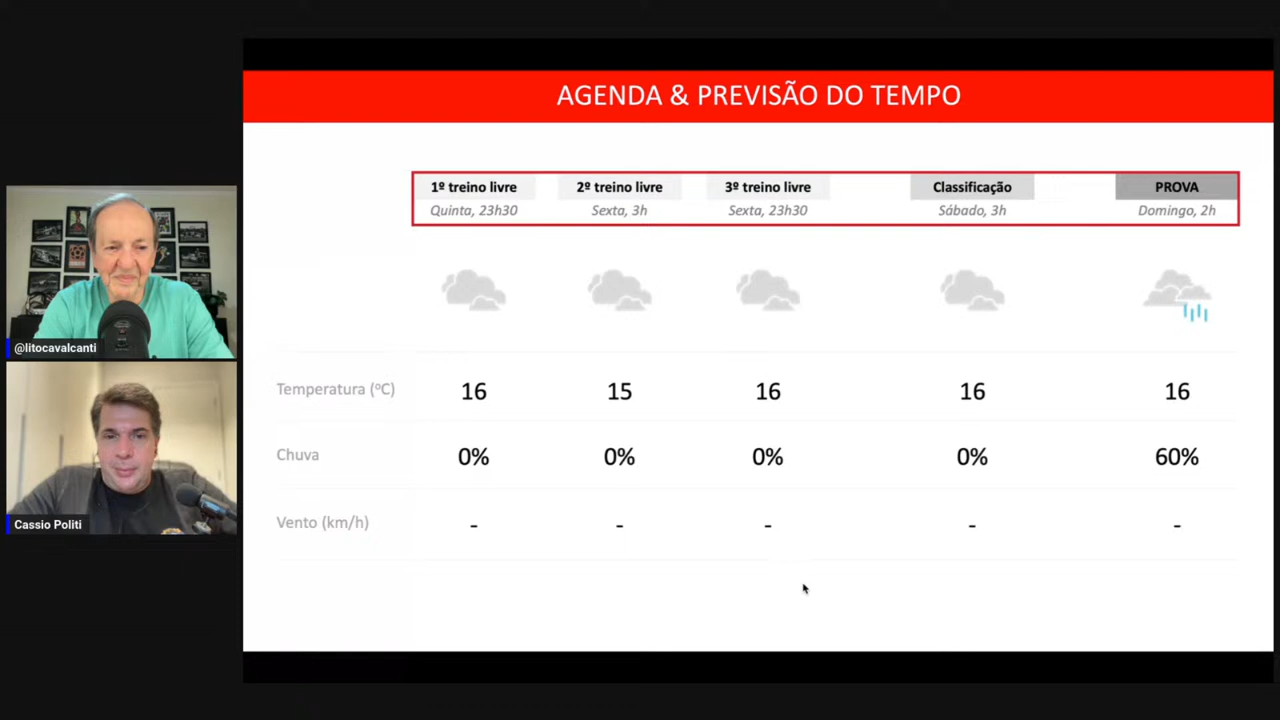 AGENDA & PREVISÃO DO TEMPO
1º treino livre 2º treino livre 3º treino livre Classificação PROVA
Quinta, 23h30 Sexta, 3h Sexta, 23h30 Sábado, 3h Domingo, 2h
Temperatura (ºC) 16 15 16 16 16
Chuva 0% 0% 0% 0% 60%
Vento (km/h) - - - - -
@litocavalcanti
Cassio Politi